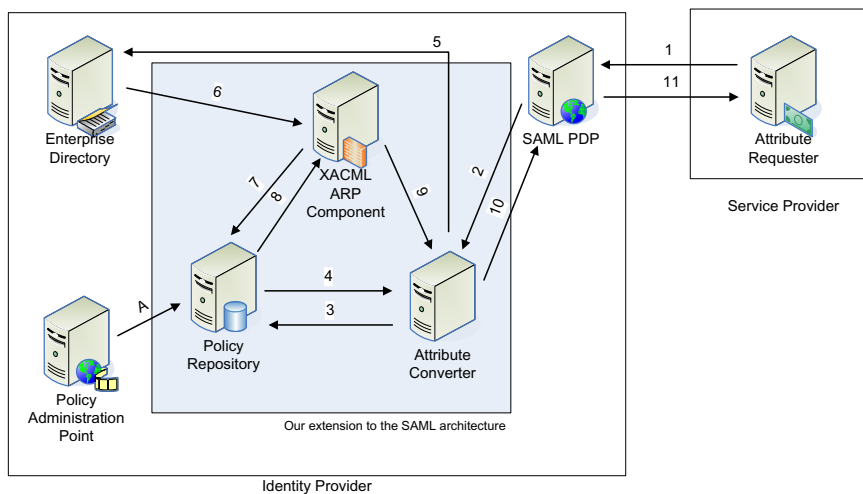 5
1
11
6
Enterprise
Directory
SAML PDP
Attribute
Requester
XACML
ARP
Component
7
8
9
2
10
Service Provider
4
3
A
Policy
Repository
Attribute
Converter
Policy
Administration
Point
Our extension to the SAML architecture
Identity Provider